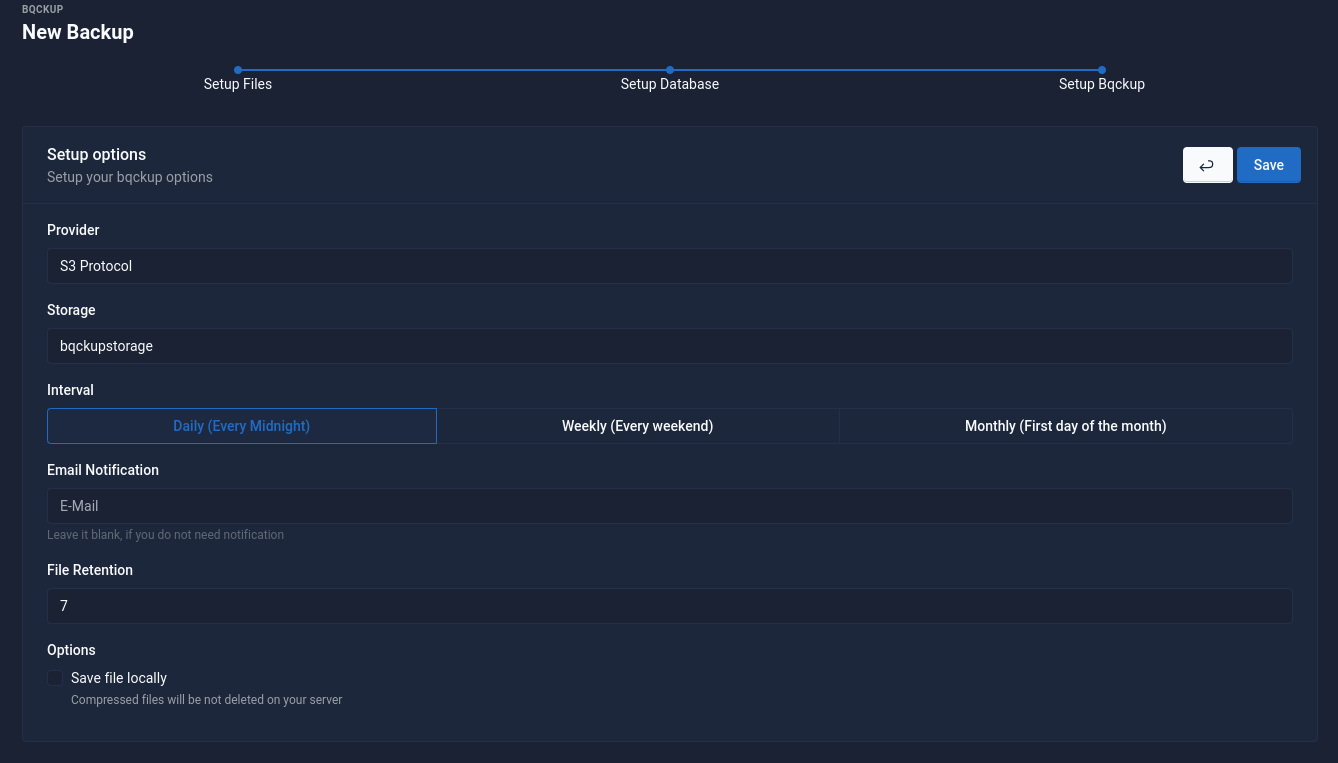 BQCKUP
New Backup
Setup Files
Setup Database
Setup Bqckup
Setup options
Setup your bqckup options
Save
Provider
S3 Protocol
Storage
bqckupstorage
Interval
Daily (Every Midnight)
Weekly (Every weekend)
Monthly (First day of the month)
Email Notification
E-Mail
Leave it blank, if you do not need notification
File Retention
7
Options
Save file locally
Compressed files will be not deleted on your server